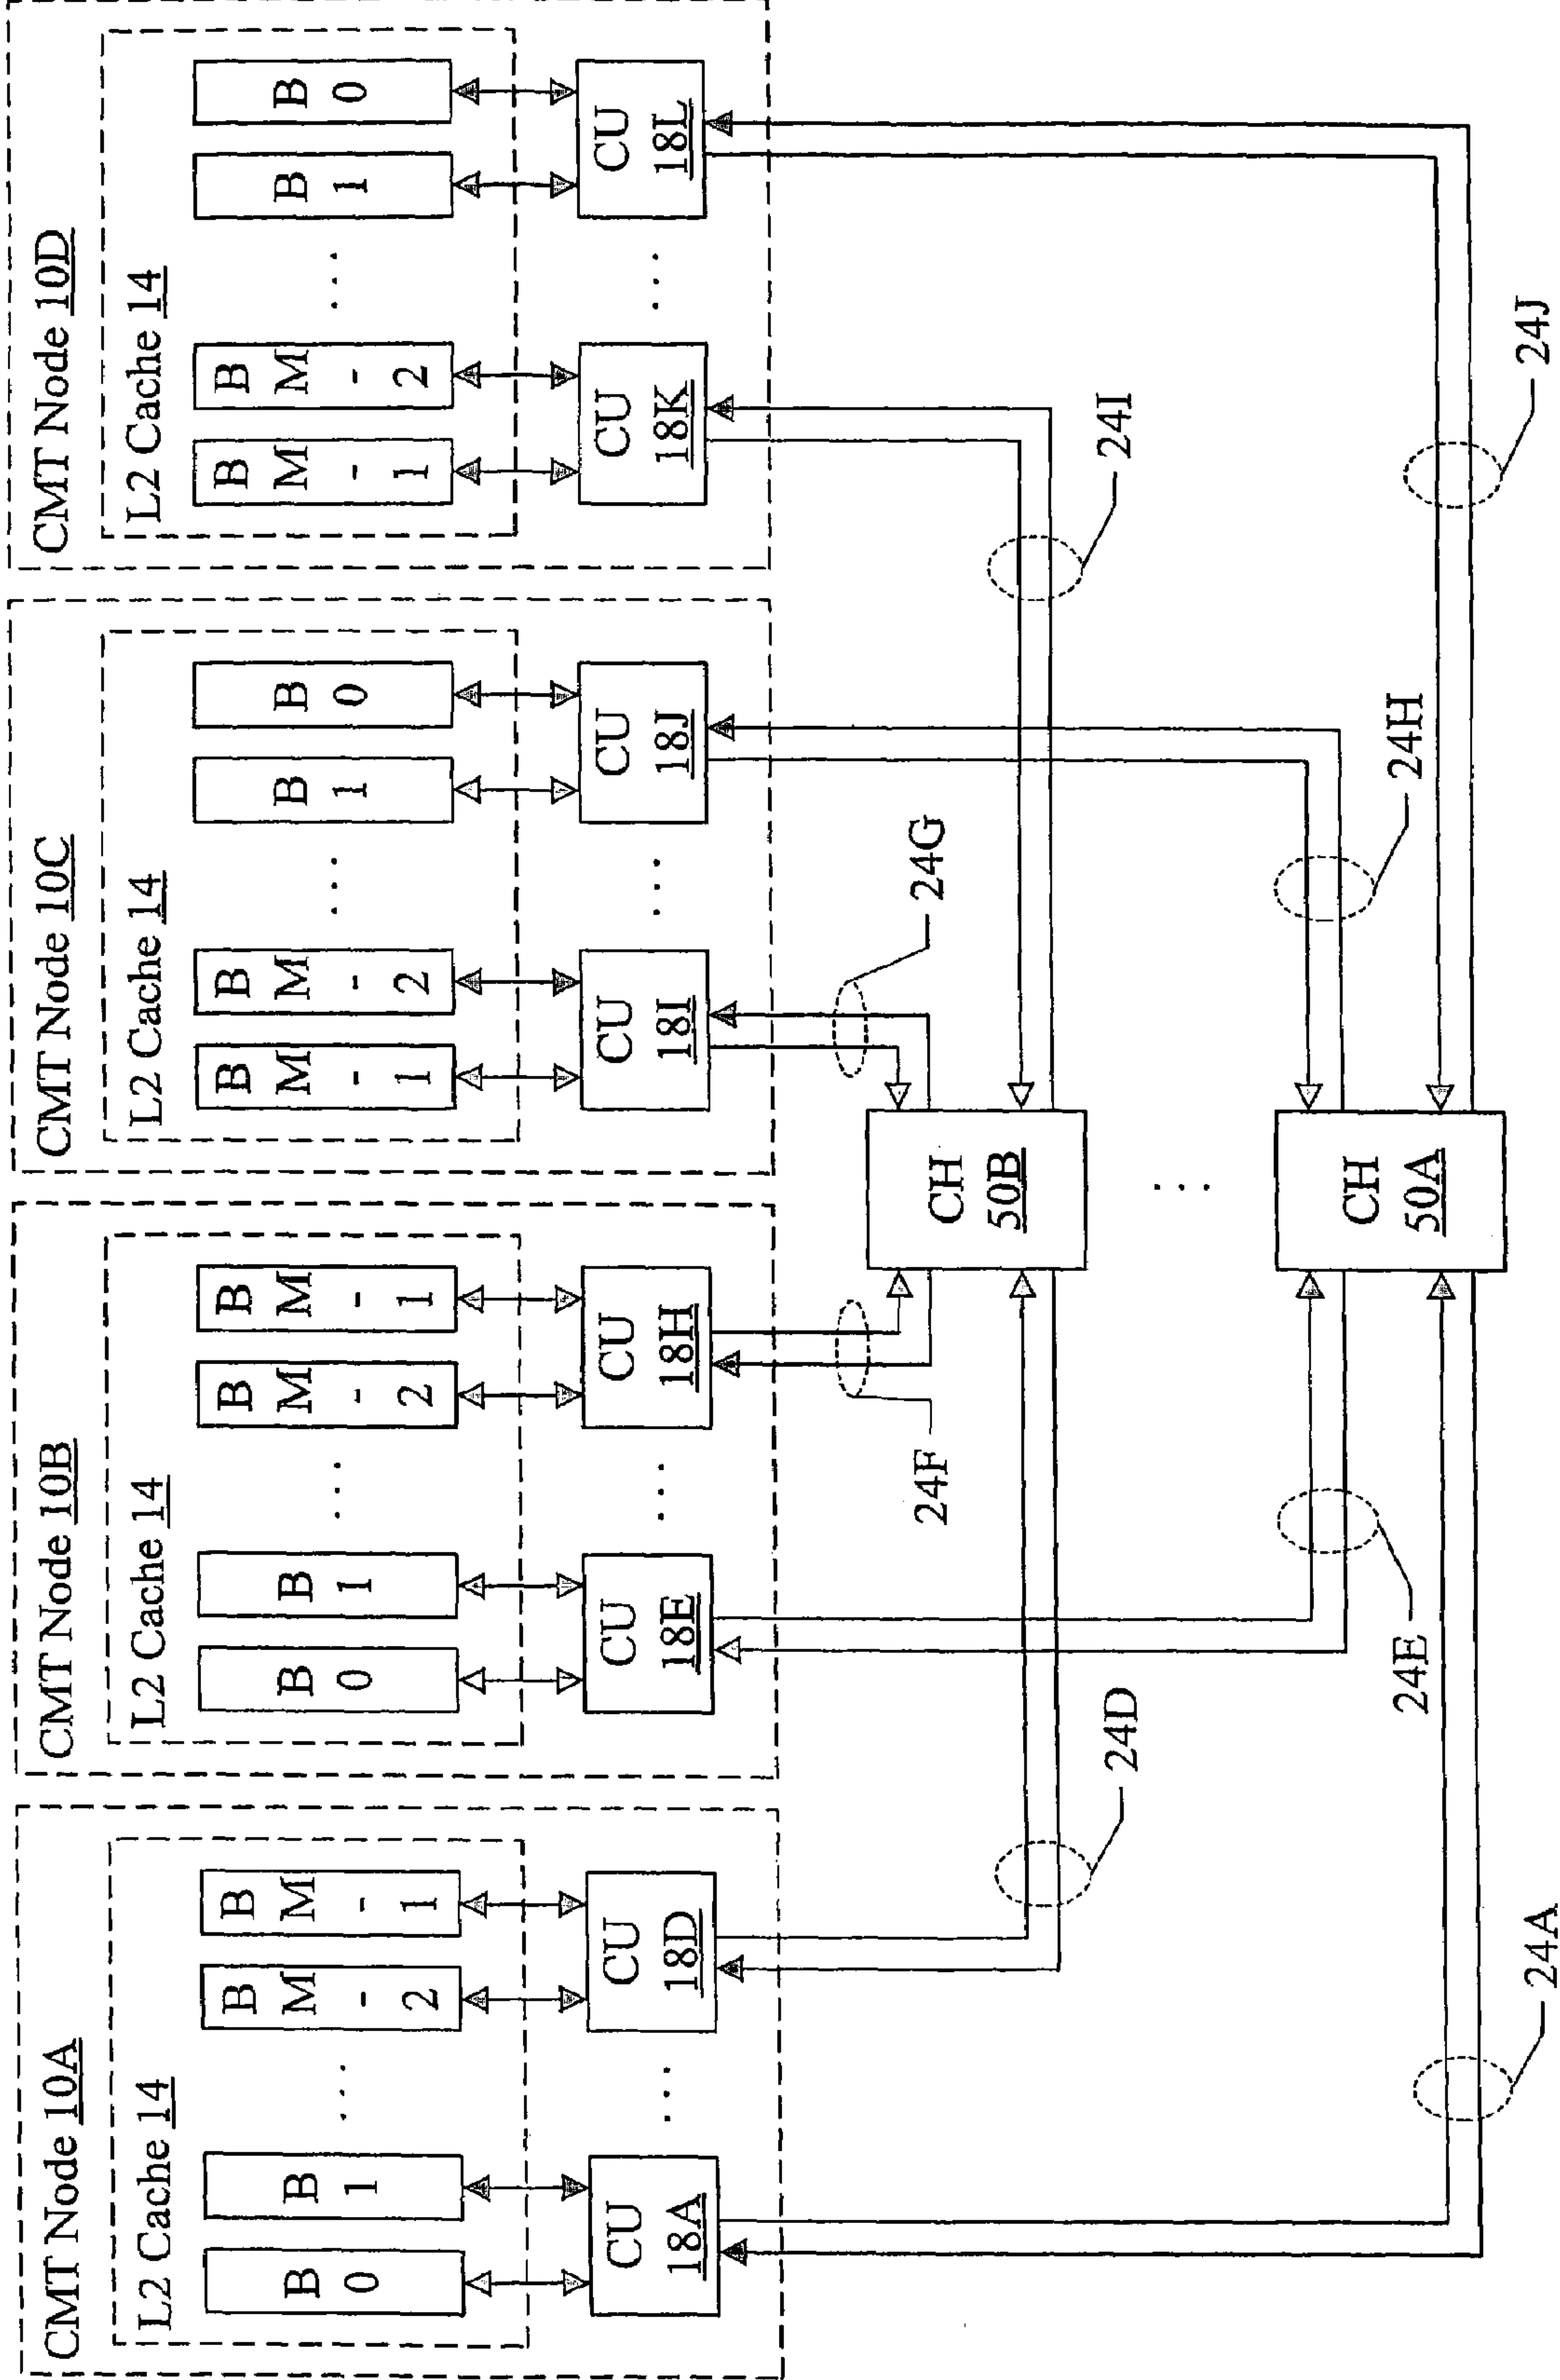 CMT Node 10A
L2 Cache 14
B 0
B 1
...
B M - 2
B M - 1
CU 18A
...
CU 18D
CMT Node 10B
L2 Cache 14
B 0
B 1
...
B M - 2
B M - 1
CU 18E
...
CU 18H
CMT Node 10C
L2 Cache 14
B M - 1
B M - 2
...
B 1
B 0
CU 18I
...
CU 18J
CMT Node 10D
L2 Cache 14
B M - 1
B M - 2
...
B 1
B 0
CU 18K
...
CU 18L
24F
24G
CH 50B
24D
24I
...
CH 50A
24E
24H
24A
24J